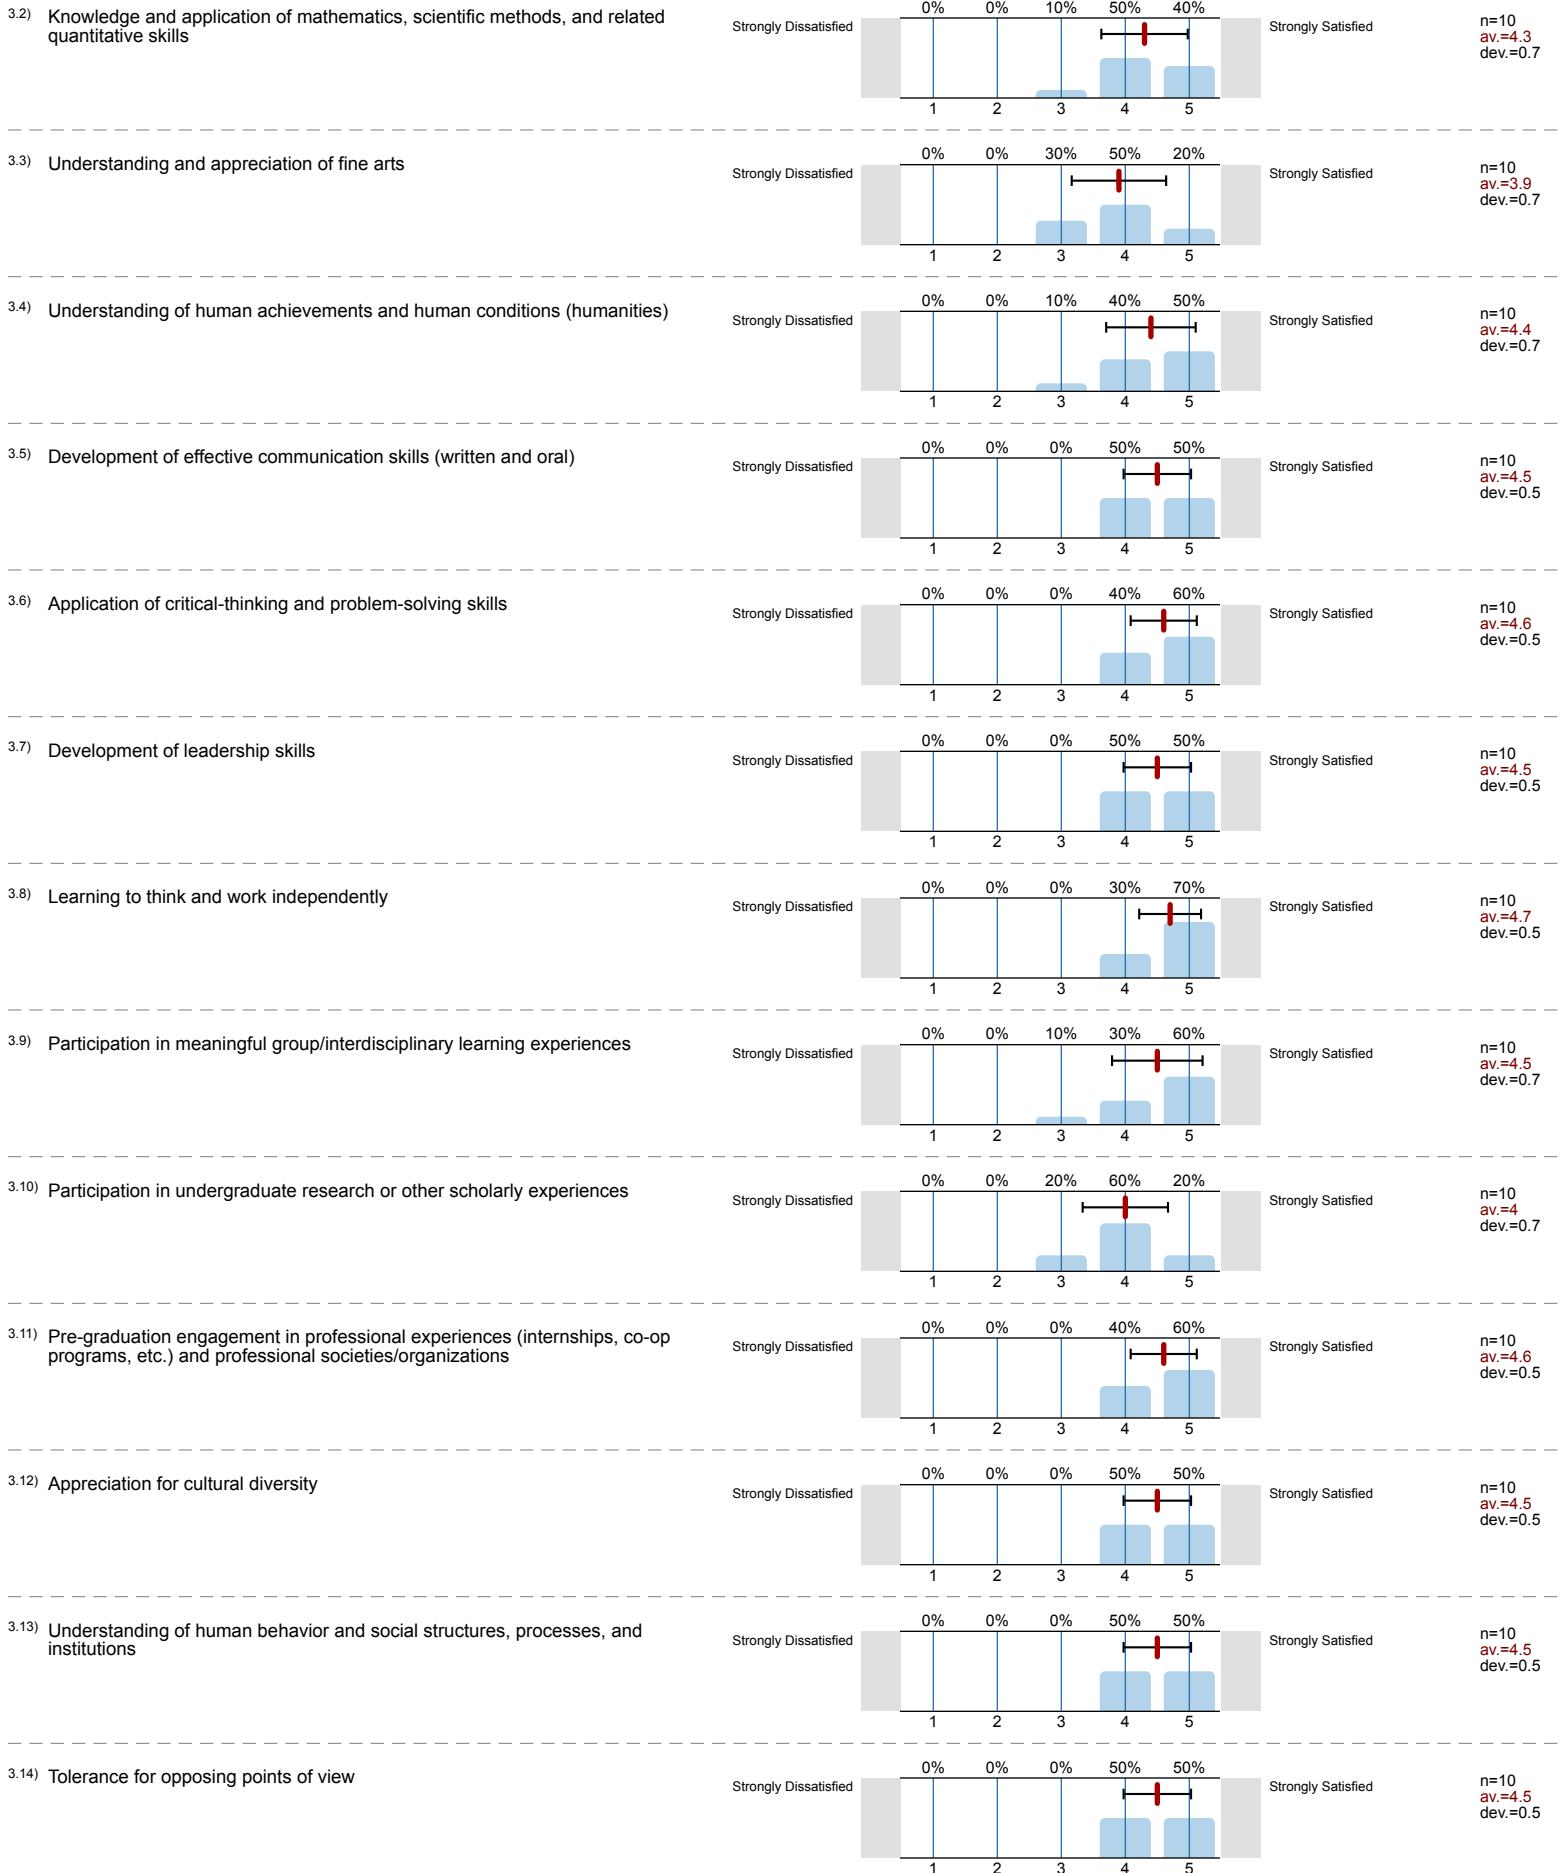 3.2) Knowledge and application of mathematics, scientific methods, and related
quantitative skills
Strongly Dissatisfied
0% 0% 10% 50% 40%
1 2 3 4 5
Strongly Satisfied
n=10
av.=4.3
dev.=0.7
3.3) Understanding and appreciation of fine arts
Strongly Dissatisfied
0% 0% 30% 50% 20%
1 2 3 4 5
Strongly Satisfied
n=10
av.=3.9
dev.=0.7
3.4) Understanding of human achievements and human conditions (humanities)
Strongly Dissatisfied
0% 0% 10% 40% 50%
1 2 3 4 5
Strongly Satisfied
n=10
av.=4.4
dev.=0.7
3.5) Development of effective communication skills (written and oral)
Strongly Dissatisfied
0% 0% 0% 50% 50%
1 2 3 4 5
Strongly Satisfied
n=10
av.=4.5
dev.=0.5
3.6) Application of critical-thinking and problem-solving skills
Strongly Dissatisfied
0% 0% 0% 40% 60%
1 2 3 4 5
Strongly Satisfied
n=10
av.=4.6
dev.=0.5
3.7) Development of leadership skills
Strongly Dissatisfied
0% 0% 0% 50% 50%
1 2 3 4 5
Strongly Satisfied
n=10
av.=4.5
dev.=0.5
3.8) Learning to think and work independently
Strongly Dissatisfied
0% 0% 0% 30% 70%
1 2 3 4 5
Strongly Satisfied
n=10
av.=4.7
dev.=0.5
3.9) Participation in meaningful group/interdisciplinary learning experiences
Strongly Dissatisfied
0% 0% 10% 30% 60%
1 2 3 4 5
Strongly Satisfied
n=10
av.=4.5
dev.=0.7
3.10) Participation in undergraduate research or other scholarly experiences
Strongly Dissatisfied
0% 0% 20% 60% 20%
1 2 3 4 5
Strongly Satisfied
n=10
av.=4
dev.=0.7
3.11) Pre-graduation engagement in professional experiences (internships, co-op
programs, etc.) and professional societies/organizations
Strongly Dissatisfied
0% 0% 0% 40% 60%
1 2 3 4 5
Strongly Satisfied
n=10
av.=4.6
dev.=0.5
3.12) Appreciation for cultural diversity
Strongly Dissatisfied
0% 0% 0% 50% 50%
1 2 3 4 5
Strongly Satisfied
n=10
av.=4.5
dev.=0.5
3.13) Understanding of human behavior and social structures, processes, and
institutions
Strongly Dissatisfied
0% 0% 0% 50% 50%
1 2 3 4 5
Strongly Satisfied
n=10
av.=4.5
dev.=0.5
3.14) Tolerance for opposing points of view
Strongly Dissatisfied
0% 0% 0% 50% 50%
1 2 3 4 5
Strongly Satisfied
n=10
av.=4.5
dev.=0.5